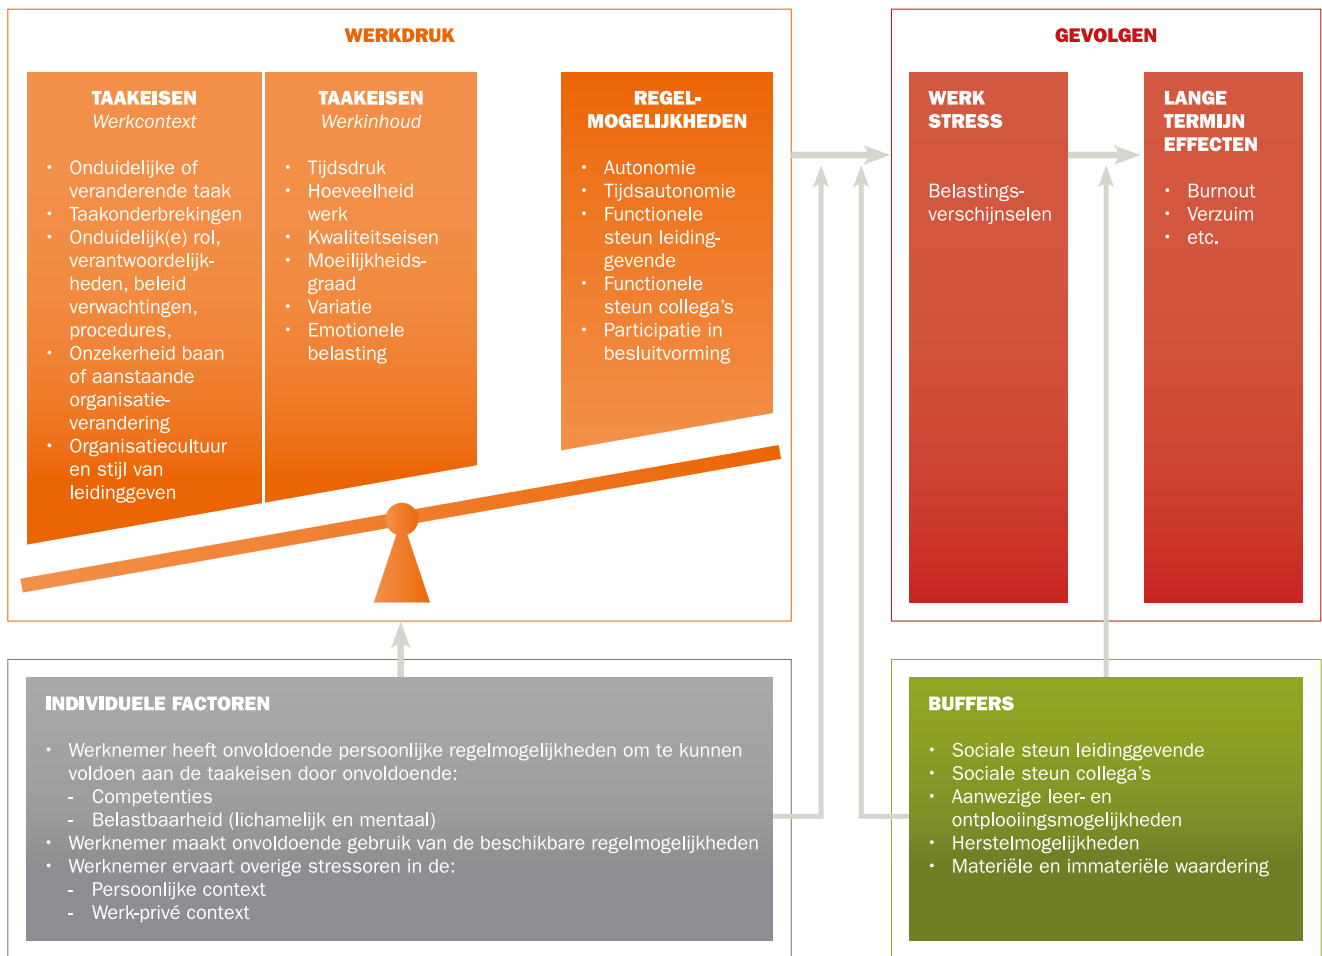 WERKDRUK
TAAKEISEN
Werkcontext
• Onduidelijke of
veranderende taak
• Taakonderbrekingen
• Onduidelijk(e) rol,
verantwoordelijk-
heden, beleid
verwachtingen,
procedures,
• Onzekerheid baan
of aanstaande
organisatie-
verandering
• Organisatiecultuur
en stijl van
leidinggeven
TAAKEISEN
Werkinhoud
• Tijdsdruk
• Hoeveelheid
werk
• Kwaliteitseisen
• Moeilijkheids-
graad
• Variatie
• Emotionele
belasting
REGEL-
MOGELIJKHEDEN
• Autonomie
• Tijdsautonomie
• Functionele
steun leiding-
gevende
• Functionele
steun collega's
• Participatie in
besluitvorming
GEVOLGEN
WERK
STRESS
Belastings-
verschijnselen
LANGE
TERMIJN
EFFECTEN
• Burnout
• Verzuim
• etc.
INDIVIDUELE FACTOREN
• Werknemer heeft onvoldoende persoonlijke regelmogelijkheden om te kunnen
voldoen aan de taakeisen door onvoldoende:
- Competenties
- Belastbaarheid (lichamelijk en mentaal)
• Werknemer maakt onvoldoende gebruik van de beschikbare regelmogelijkheden
• Werknemer ervaart overige stressoren in de:
- Persoonlijke context
- Werk-privé context
BUFFERS
• Sociale steun leidinggevende
• Sociale steun collega's
• Aanwezige leer- en
ontplooiingsmogelijkheden
• Herstelmogelijkheden
• Materiële en immateriële waardering